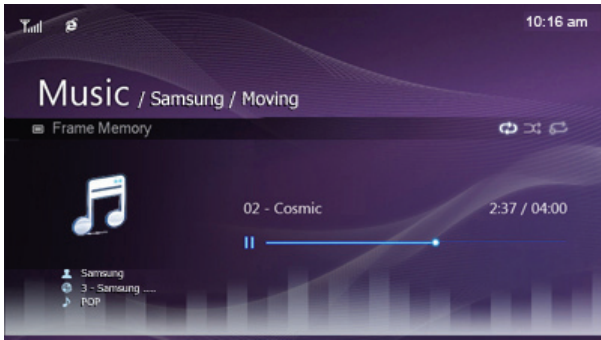 10:16 am
Music / Samsung / Moving
Frame Memory
02 - Cosmic 2:37 / 04:00
Samsung
3 - Samsung .....
POP